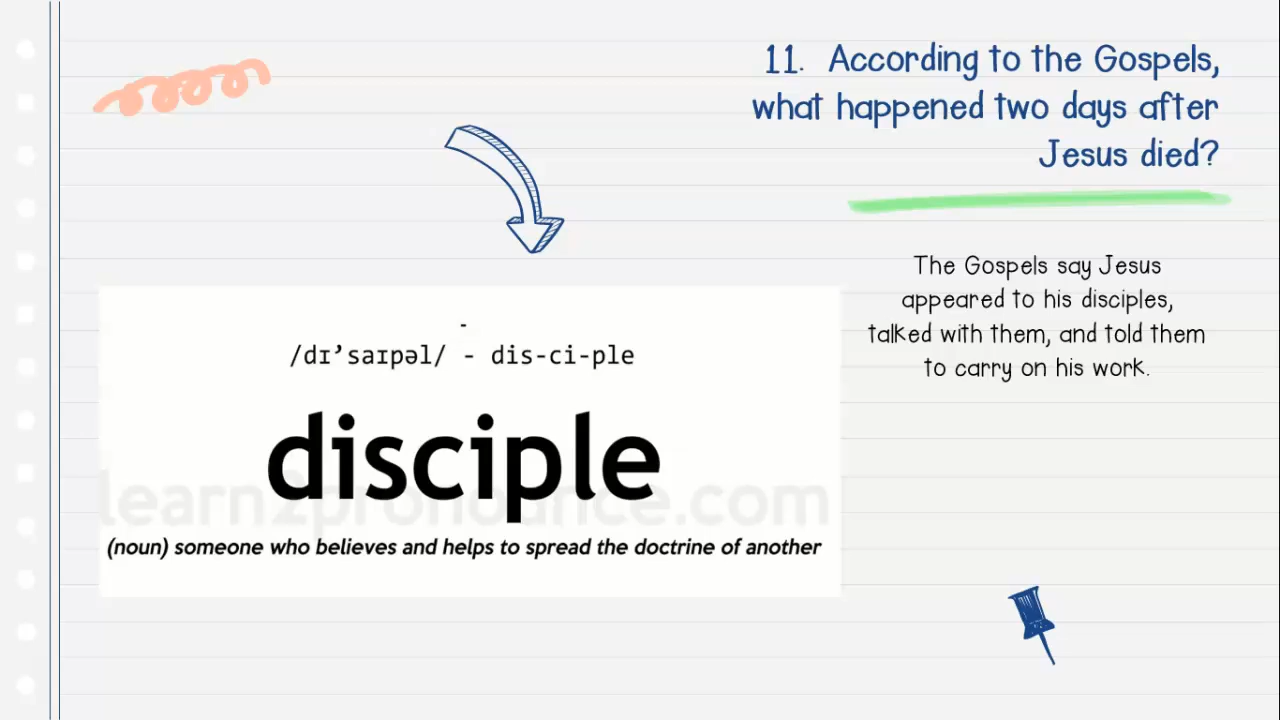 11. According to the Gospels,
what happened two days after
Jesus died?
The Gospels say Jesus
appeared to his disciples,
talked with them, and told them
to carry on his work.
-
/dɪ’saɪpəl/ - dis-ci-ple
disciple
learn2pronounce.com
(noun) someone who believes and helps to spread the doctrine of another